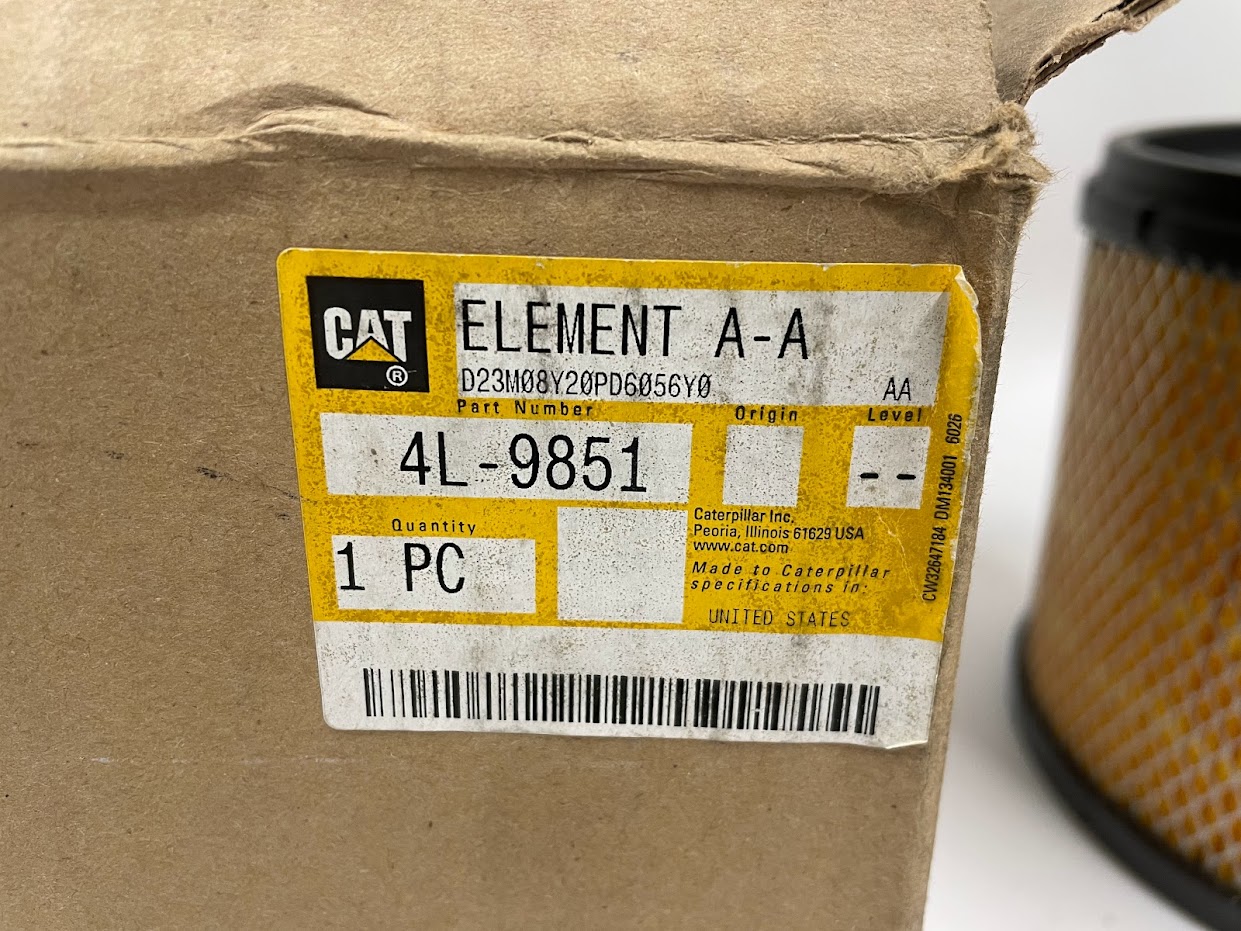 CAT
®
ELEMENT A-A
D23M08Y20PD6056Y0 AA
Part Number Origin Level
4L-9851 --
Quantity
1 PC
Caterpillar Inc.
Peoria, Illinois 61629 USA
www.cat.com
Made to Caterpillar
specifications in:
UNITED STATES
CW32647184 DM134001 6026